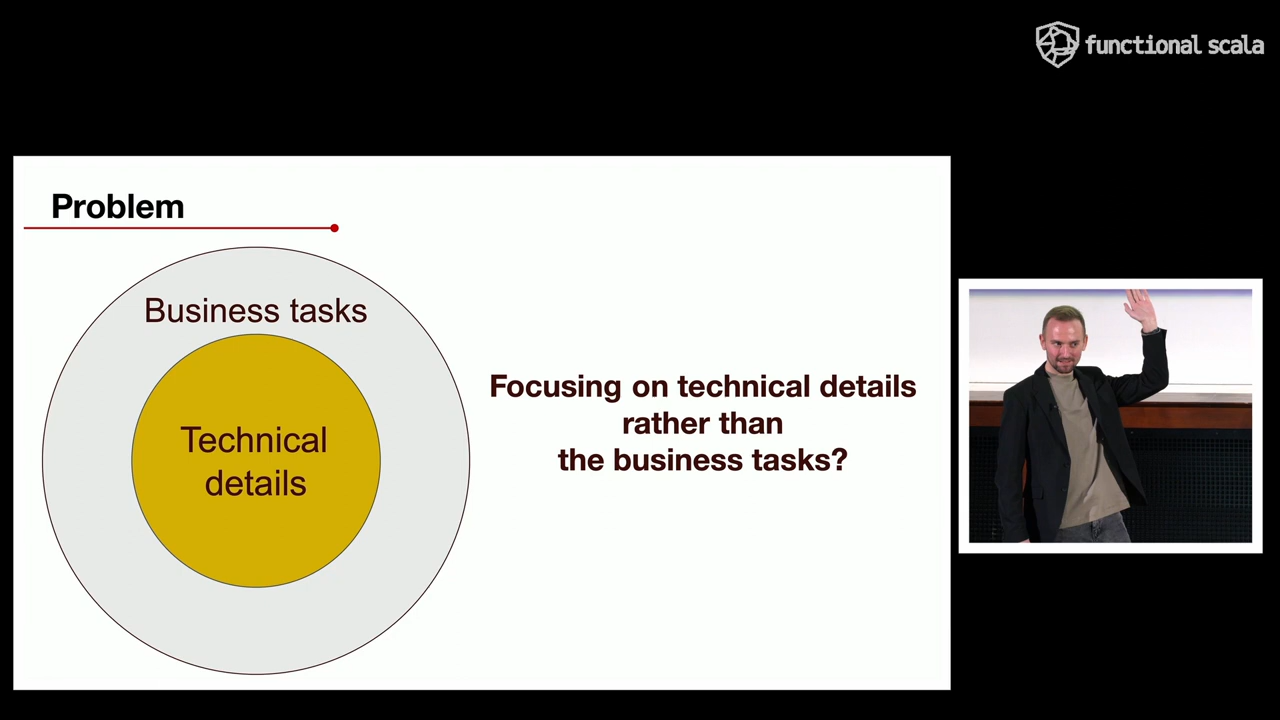 functional scala
Problem
Business tasks
Technical
details
Focusing on technical details
rather than
the business tasks?